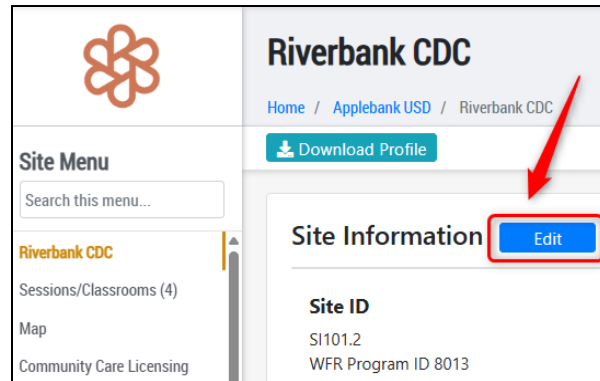 Riverbank CDC
Home / Applebank USD / Riverbank CDC
Download Profile
Site Menu
Search this menu...
Riverbank CDC
Sessions/Classrooms (4)
Map
Community Care Licensing
Site Information
Edit
Site ID
SI101.2
WFR Program ID 8013